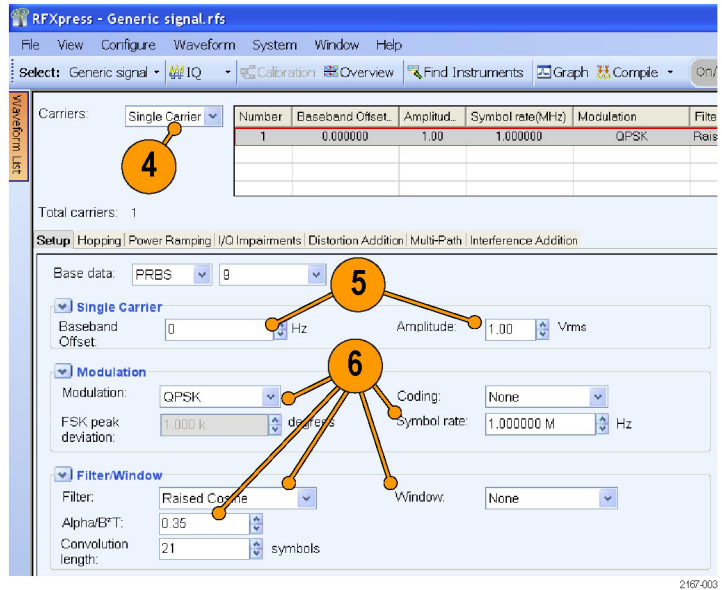 RFXpress - Generic signal.rfs
File View Configure Waveform System Window Help
Select: Generic signal IQ Calibration Overview Find Instruments Graph Compile On/
Waveform List
Carriers: Single Carrier
Number Baseband Offset.. Amplitud.. Symbol rate(MHz) Modulation Filte
1 0.000000 1.00 1.000000 QPSK Rais
4
Total carriers: 1
Setup Hopping Power Ramping I/Q Impairments Distortion Addition Multi-Path Interference Addition
Base data: PRBS 9
5
Single Carrier
Baseband Offset: 0 Hz Amplitude: 1.00 Vrms
6
Modulation
Modulation: QPSK Coding: None
FSK peak deviation: 1.000 k degrees Symbol rate: 1.000000 M Hz
Filter/Window
Filter: Raised Cosine Window: None
Alpha/B*T: 0.35
Convolution length: 21 symbols
2167-003